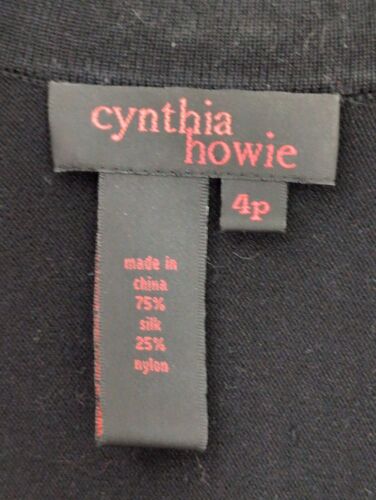 cynthia
howie
4p
made in
china
75%
silk
25%
nylon